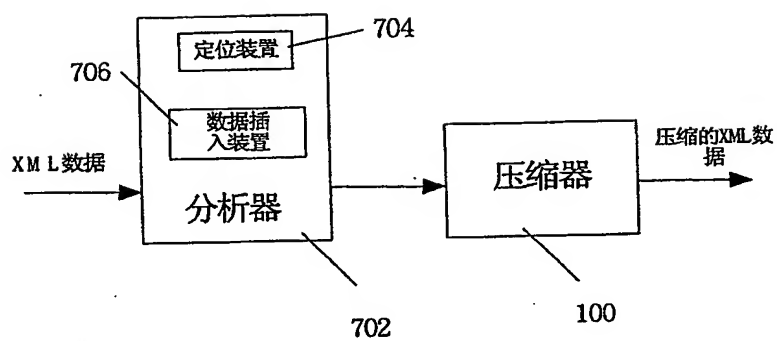 定位装置
704
706
数据插
入装置
XML数据
分析器
压缩器
压缩的XML数
据
702
100